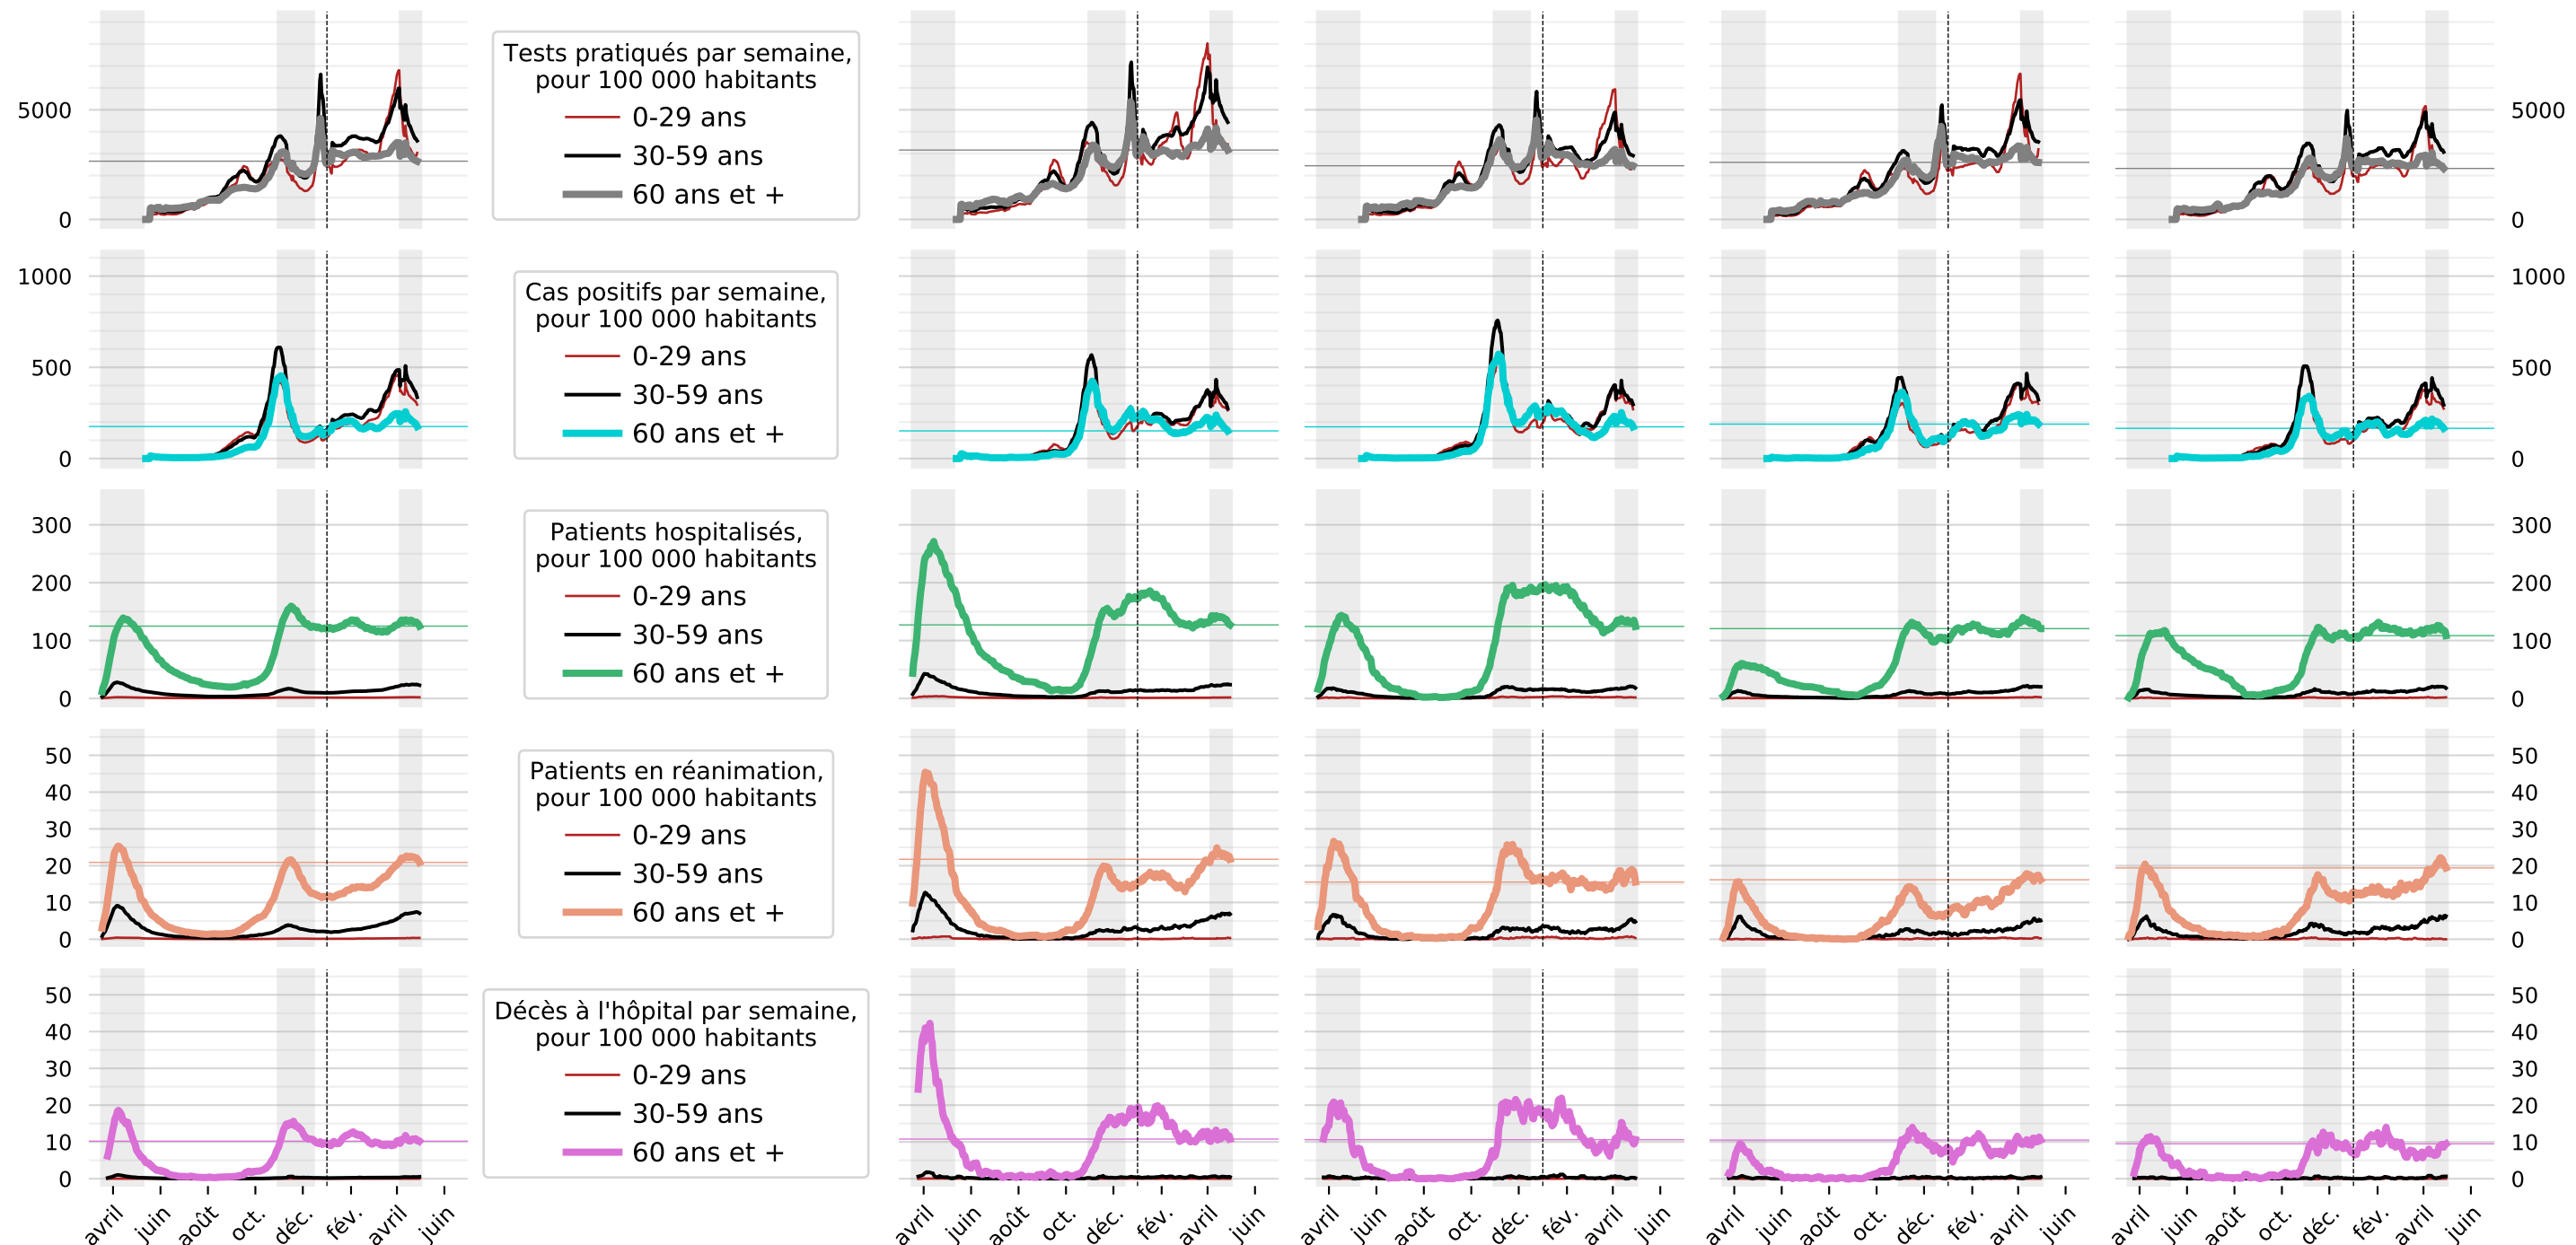 5000
0
Tests pratiqués par semaine,
pour 100 000 habitants
0-29 ans
30-59 ans
60 ans et +
5000
0
1000
500
0
Cas positifs par semaine,
pour 100 000 habitants
0-29 ans
30-59 ans
60 ans et +
1000
500
0
300
200
100
0
Patients hospitalisés,
pour 100 000 habitants
0-29 ans
30-59 ans
60 ans et +
300
200
100
0
50
40
30
20
10
0
Patients en réanimation,
pour 100 000 habitants
0-29 ans
30-59 ans
60 ans et +
50
40
30
20
10
0
50
40
30
20
10
0
Décès à l'hôpital par semaine,
pour 100 000 habitants
0-29 ans
30-59 ans
60 ans et +
50
40
30
20
10
0
avril juin août oct. déc. fév. avril juin
avril juin août oct. déc. fév. avril juin
avril juin août oct. déc. fév. avril juin
avril juin août oct. déc. fév. avril juin
avril juin août oct. déc. fév. avril juin